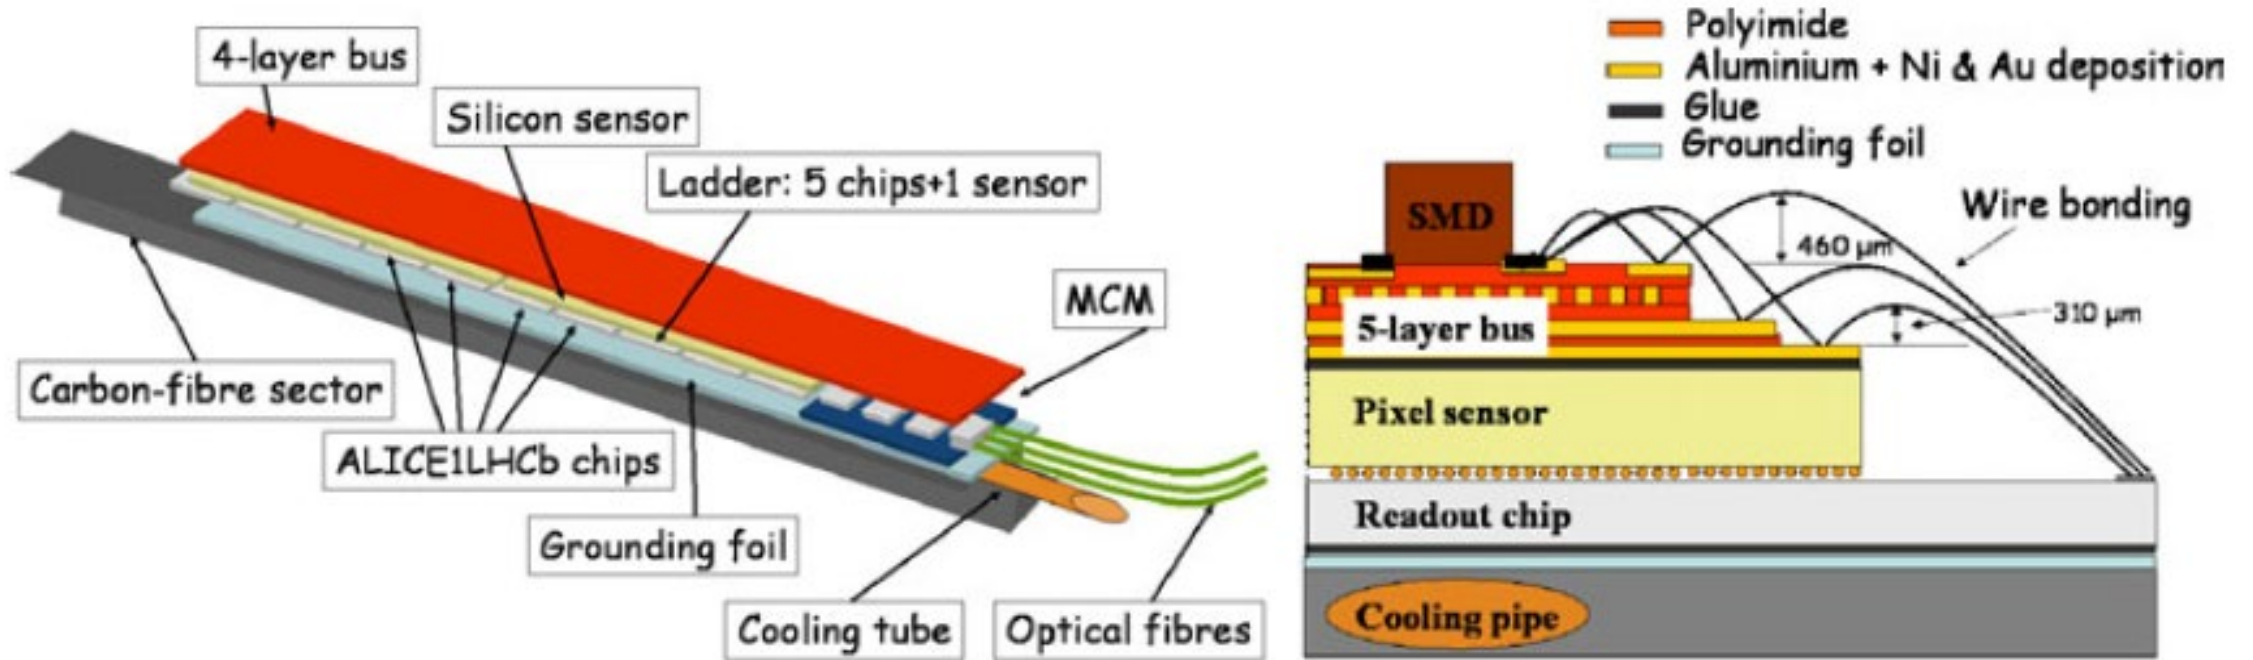 4-layer bus
Silicon sensor
Ladder: 5 chips+1 sensor
MCM
Carbon-fibre sector
ALICE1LHCb chips
Grounding foil
Cooling tube
Optical fibres
Polyimide
Aluminium + Ni & Au deposition
Glue
Grounding foil
SMD
Wire bonding
460 µm
310 µm
5-layer bus
Pixel sensor
Readout chip
Cooling pipe